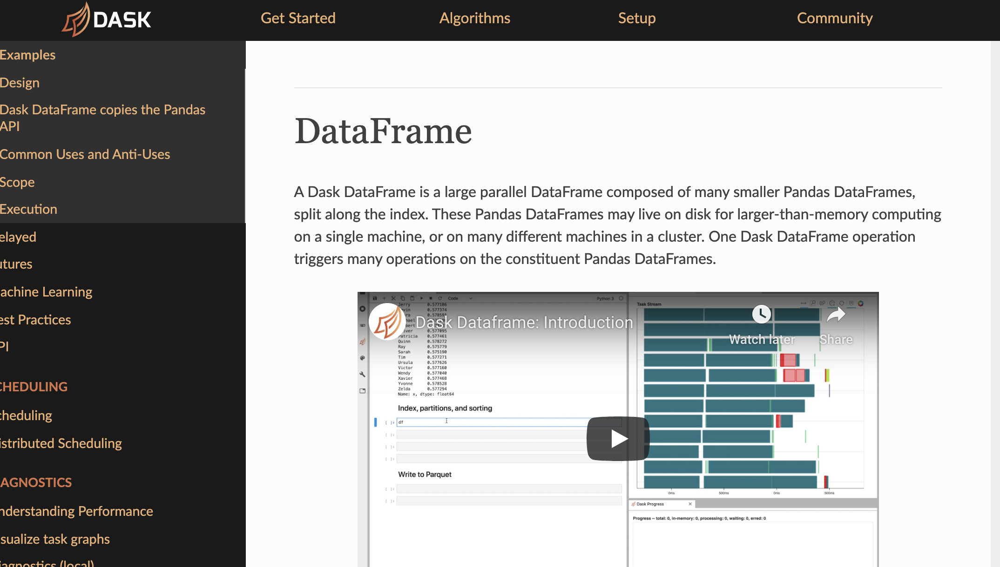 DASK
Get Started
Algorithms
Setup
Community
Examples
Design
Dask DataFrame copies the Pandas
API
Common Uses and Anti-Uses
Scope
Execution
elayed
utures
achine Learning
est Practices
PI
CHEDULING
cheduling
istributed Scheduling
AGNOSTICS
nderstanding Performance
sualize task graphs
iagnostics (local)
DataFrame
A Dask DataFrame is a large parallel DataFrame composed of many smaller Pandas DataFrames,
split along the index. These Pandas DataFrames may live on disk for larger-than-memory computing
on a single machine, or on many different machines in a cluster. One Dask DataFrame operation
triggers many operations on the constituent Pandas DataFrames.
Dask Dataframe: Introduction
Watch later
Share
Code
Python 3
Jerry 0.577186
vin 0.577374
ra 0.578591
hael
bert
iver 0.577095
Patricia 0.577461
Quinn 0.578272
Ray 0.575779
Sarah 0.575190
Tim 0.577271
Ursula 0.577626
Victor 0.577160
Wendy 0.577040
Xavier 0.577468
Yvonne 0.578528
Zelda 0.577294
Name: x, dtype: float64
Index, partitions, and sorting
[ ]: df
[ ]:
[ ]:
[ ]:
Write to Parquet
[ ]:
[ ]:
Task Stream
0ms 500ms 0ms 500ms
Dask Progress
Progress -- total: 0, in-memory: 0, processing: 0, waiting: 0, erred: 0